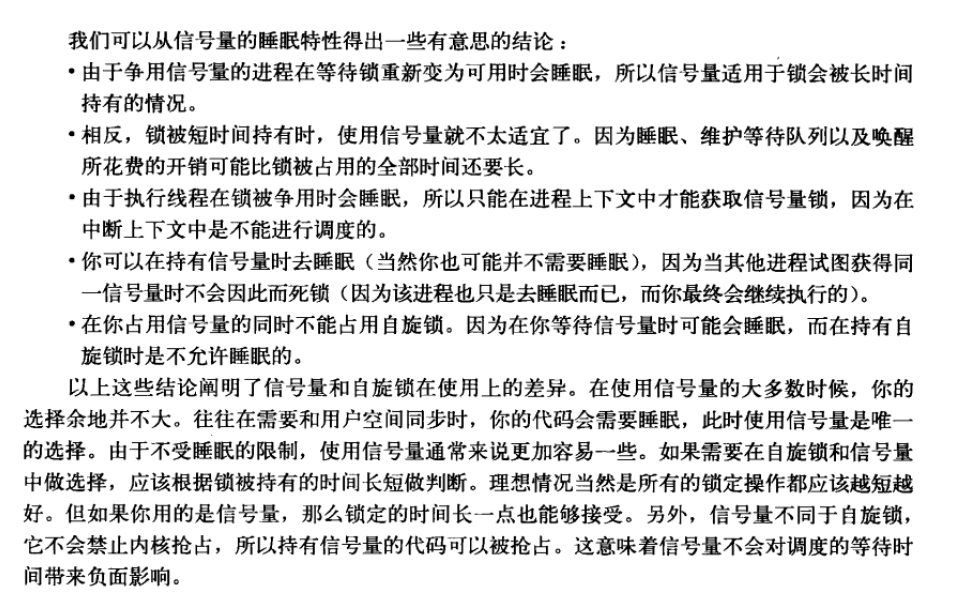 我们可以从信号量的睡眠特性得出一些有意思的结论：
•由于争用信号量的进程在等待锁重新变为可用时会睡眠，所以信号量适用于锁会被长时间
持有的情况。
•相反，锁被短时间持有时，使用信号量就不太适宜了。因为睡眠、维护等待队列以及唤醒
所花费的开销可能比锁被占用的全部时间还要长。
•由于执行线程在锁被争用时会睡眠，所以只能在进程上下文中才能获取信号量锁，因为在
中断上下文中是不能进行调度的。
•你可以在持有信号量时去睡眠（当然你也可能并不需要睡眠），因为当其他进程试图获得同
一信号量时不会因此而死锁（因为该进程也只是去睡眠而已，而你最终会继续执行的）。
•在你占用信号量的同时不能占用自旋锁。因为在你等待信号量时可能会睡眠，而在持有自
旋锁时是不允许睡眠的。
以上这些结论阐明了信号量和自旋锁在使用上的差异。在使用信号量的大多数时候，你的
选择余地并不大。往往在需要和用户空间同步时，你的代码会需要睡眠，此时使用信号量是唯一
的选择。由于不受睡眠的限制，使用信号量通常来说更加容易一些。如果需要在自旋锁和信号量
中做选择，应该根据锁被持有的时间长短做判断。理想情况当然是所有的锁定操作都应该越短越
好。但如果你用的是信号量，那么锁定的时间长一点也能够接受。另外，信号量不同于自旋锁，
它不会禁止内核抢占，所以持有信号量的代码可以被抢占。这意味着信号量不会对调度的等待时
间带来负面影响。